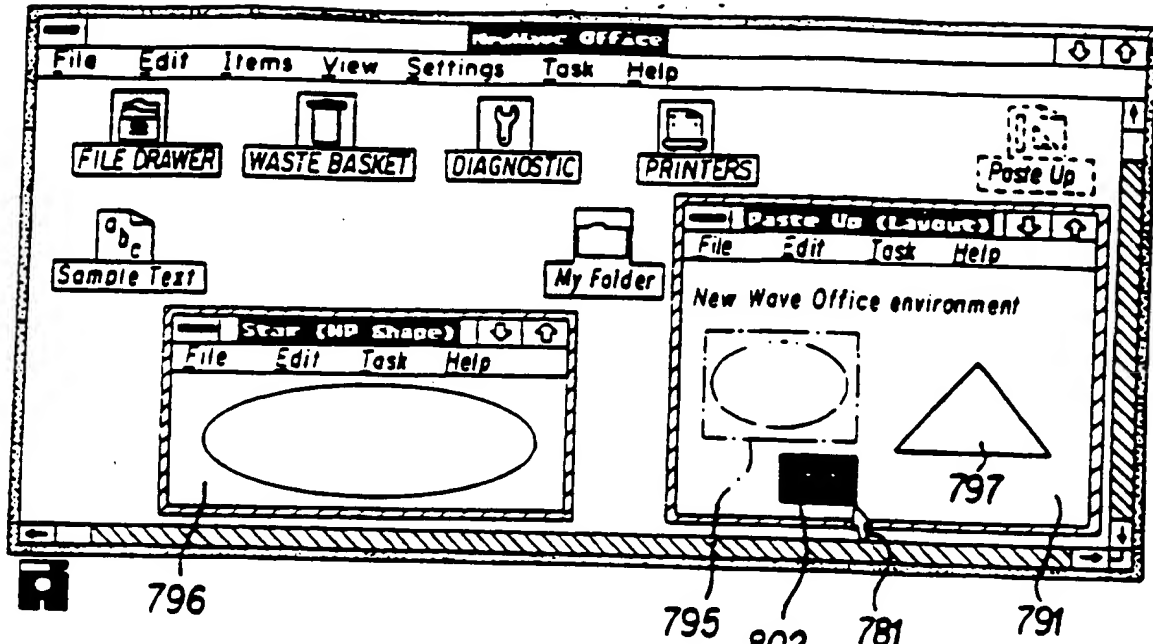 Office
File Edit Items View Settings Task Help
FILE DRAWER WASTE BASKET DIAGNOSTIC PRINTERS Paste Up
abc
Sample Text My Folder
Paste Up (Layout)
File Edit Task Help
New Wave Office environment
Star (HP Shape)
File Edit Task Help
797
796 795 802 781 791